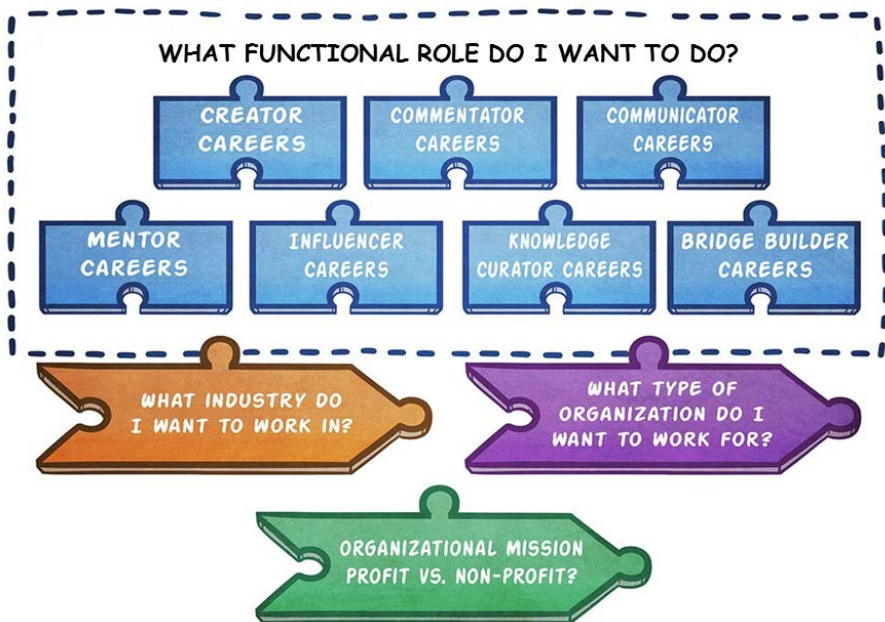 WHAT FUNCTIONAL ROLE DO I WANT TO DO?
CREATOR
CAREERS
COMMENTATOR
CAREERS
COMMUNICATOR
CAREERS
MENTOR
CAREERS
INFLUENCER
CAREERS
KNOWLEDGE
CURATOR CAREERS
BRIDGE BUILDER
CAREERS
WHAT INDUSTRY DO
I WANT TO WORK IN?
WHAT TYPE OF
ORGANIZATION DO I
WANT TO WORK FOR?
ORGANIZATIONAL MISSION
PROFIT VS. NON-PROFIT?